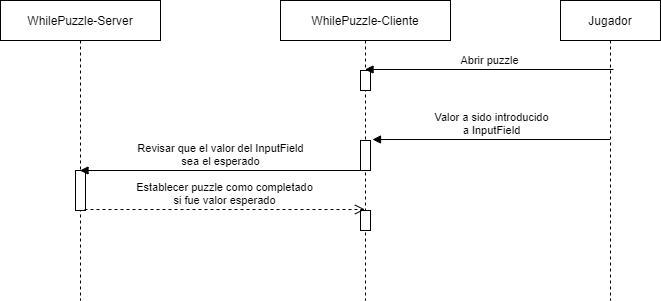 WhilePuzzle-Server
WhilePuzzle-Cliente
Jugador
Abrir puzzle
Valor a sido introducido
a InputField
Revisar que el valor del InputField
sea el esperado
Establecer puzzle como completado
si fue valor esperado